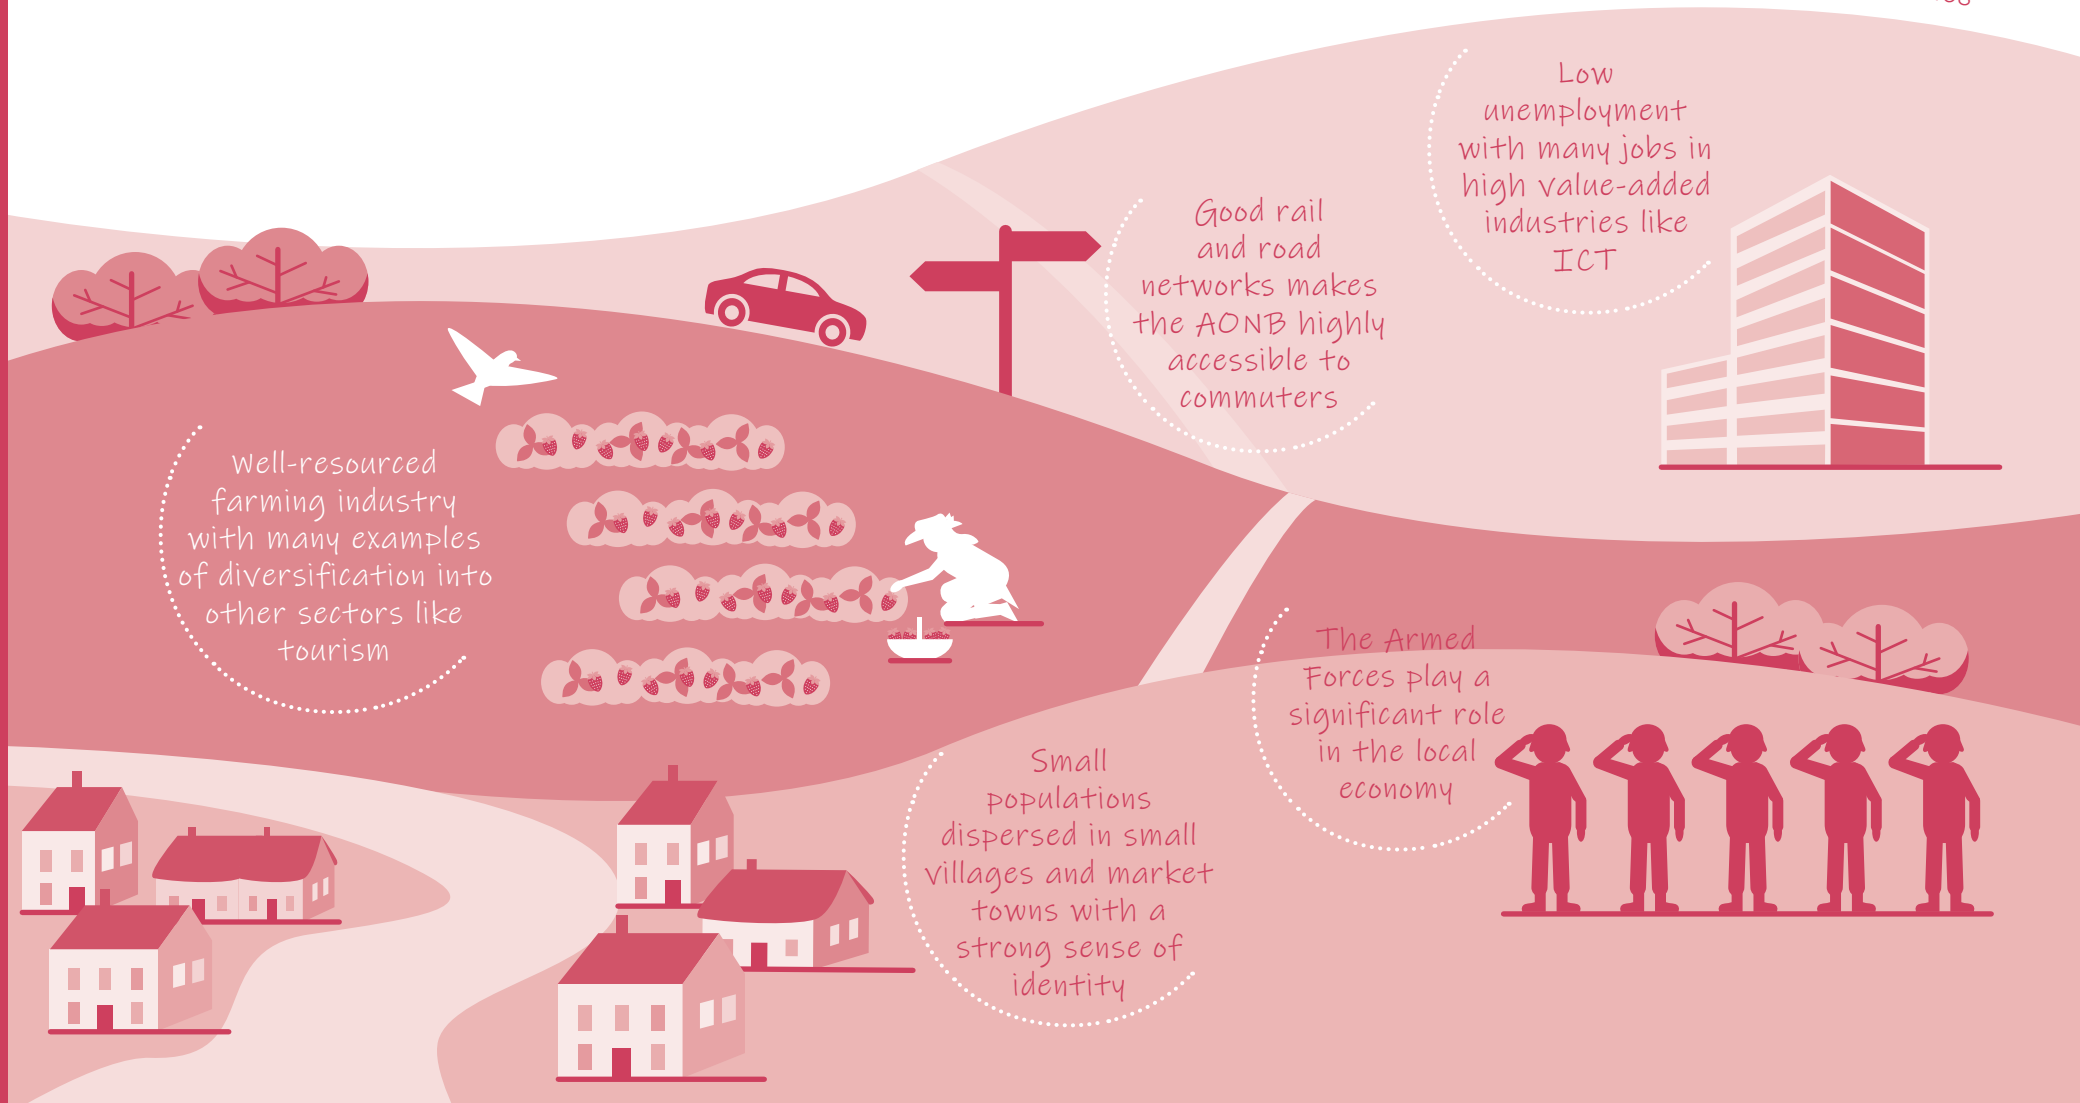 Low
unemployment
with many jobs in
high value-added
industries like
ICT
Good rail
and road
networks makes
the AONB highly
accessible to
commuters
Well-resourced
farming industry
with many examples
of diversification into
other sectors like
tourism
The Armed
Forces play a
significant role
in the local
economy
Small
populations
dispersed in small
villages and market
towns with a
strong sense of
identity